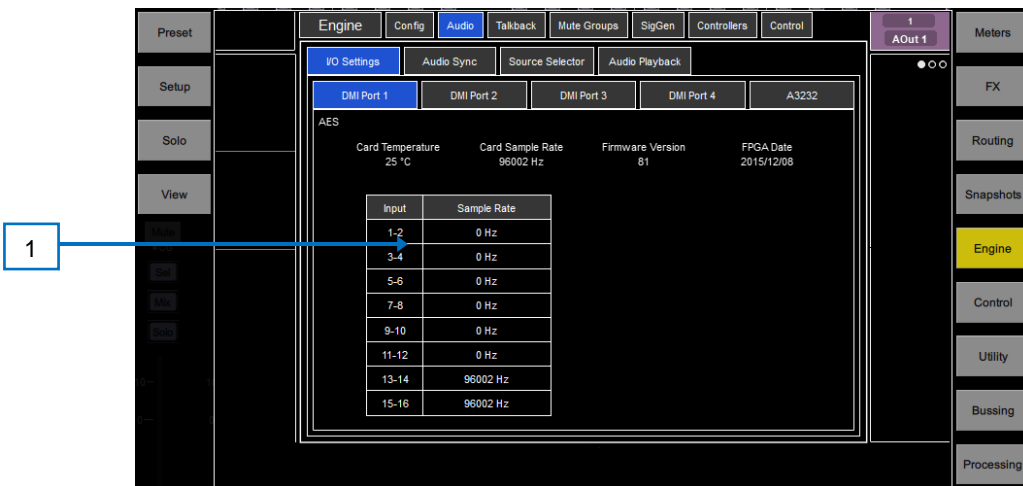 Preset
Setup
Solo
View
Mute
Sel
Mix
Solo
1
Engine Config Audio Talkback Mute Groups SigGen Controllers Control
I/O Settings Audio Sync Source Selector Audio Playback
DMI Port 1 DMI Port 2 DMI Port 3 DMI Port 4 A3232
AES
Card Temperature Card Sample Rate Firmware Version FPGA Date
25 °C 96002 Hz 81 2015/12/08
Input Sample Rate
1-2 0 Hz
3-4 0 Hz
5-6 0 Hz
7-8 0 Hz
9-10 0 Hz
11-12 0 Hz
13-14 96002 Hz
15-16 96002 Hz
1
AOut 1
Meters
FX
Routing
Snapshots
Engine
Control
Utility
Bussing
Processing